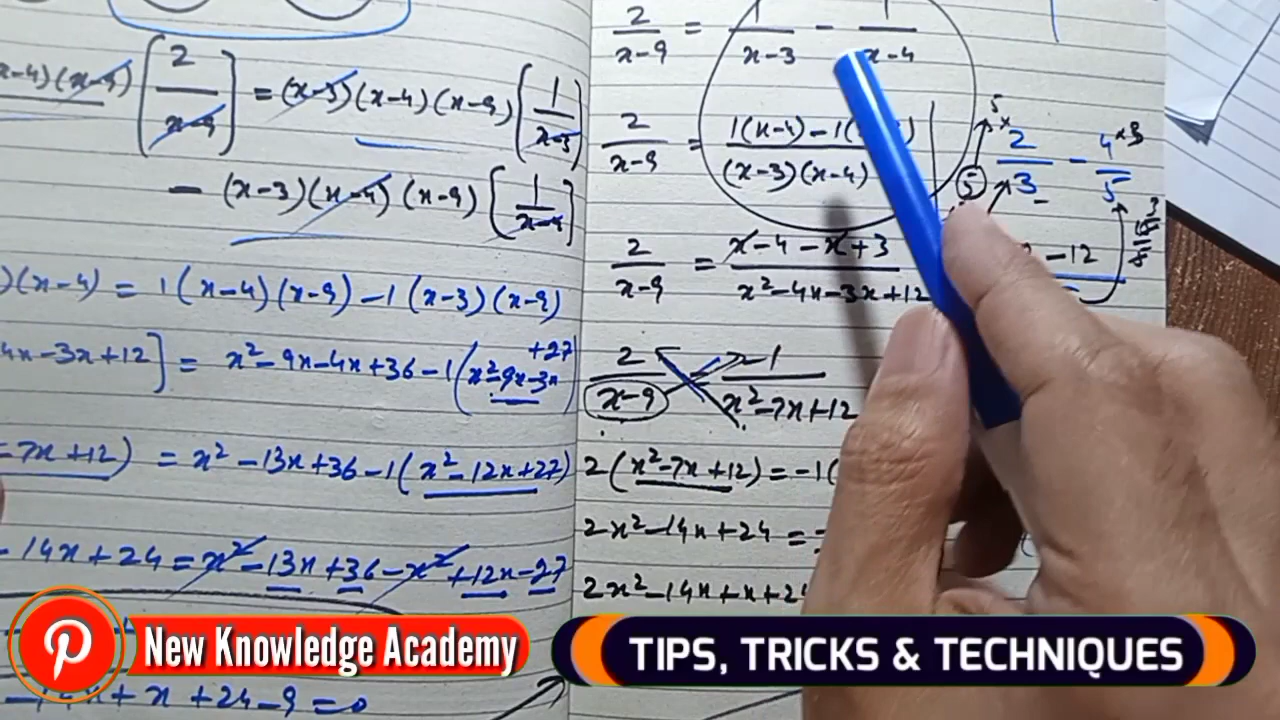 x-4)(x-9) [2/x-9] = (x-3)(x-4)(x-9) [1/x-3]
- (x-3)(x-4)(x-9) [1/x-4]
)(x-4) = 1(x-4)(x-9) - 1(x-3)(x-9)
4x-3x+12] = x²-9x-4x+36-1(x²-9x-3x+27)
-7x+12) = x²-13x+36-1(x²-12x+27)
-14x+24 = x²-13x+36-x²+12x-27
-14x+x+24-9=0
2/x-9 = 1/x-3 - 1/x-4
2/x-9 = 1(x-4)-1( )/(x-3)(x-4)
2/x-9 = x-4-x+3/x²-4x-3x+12
2/x-9 = -1/x²-7x+12
2(x²-7x+12) = -1(
2x²-14x+24 =
2x²-14x+x+2
5x
2/3 - 4×3/5
5
-12
New Knowledge Academy
TIPS, TRICKS & TECHNIQUES